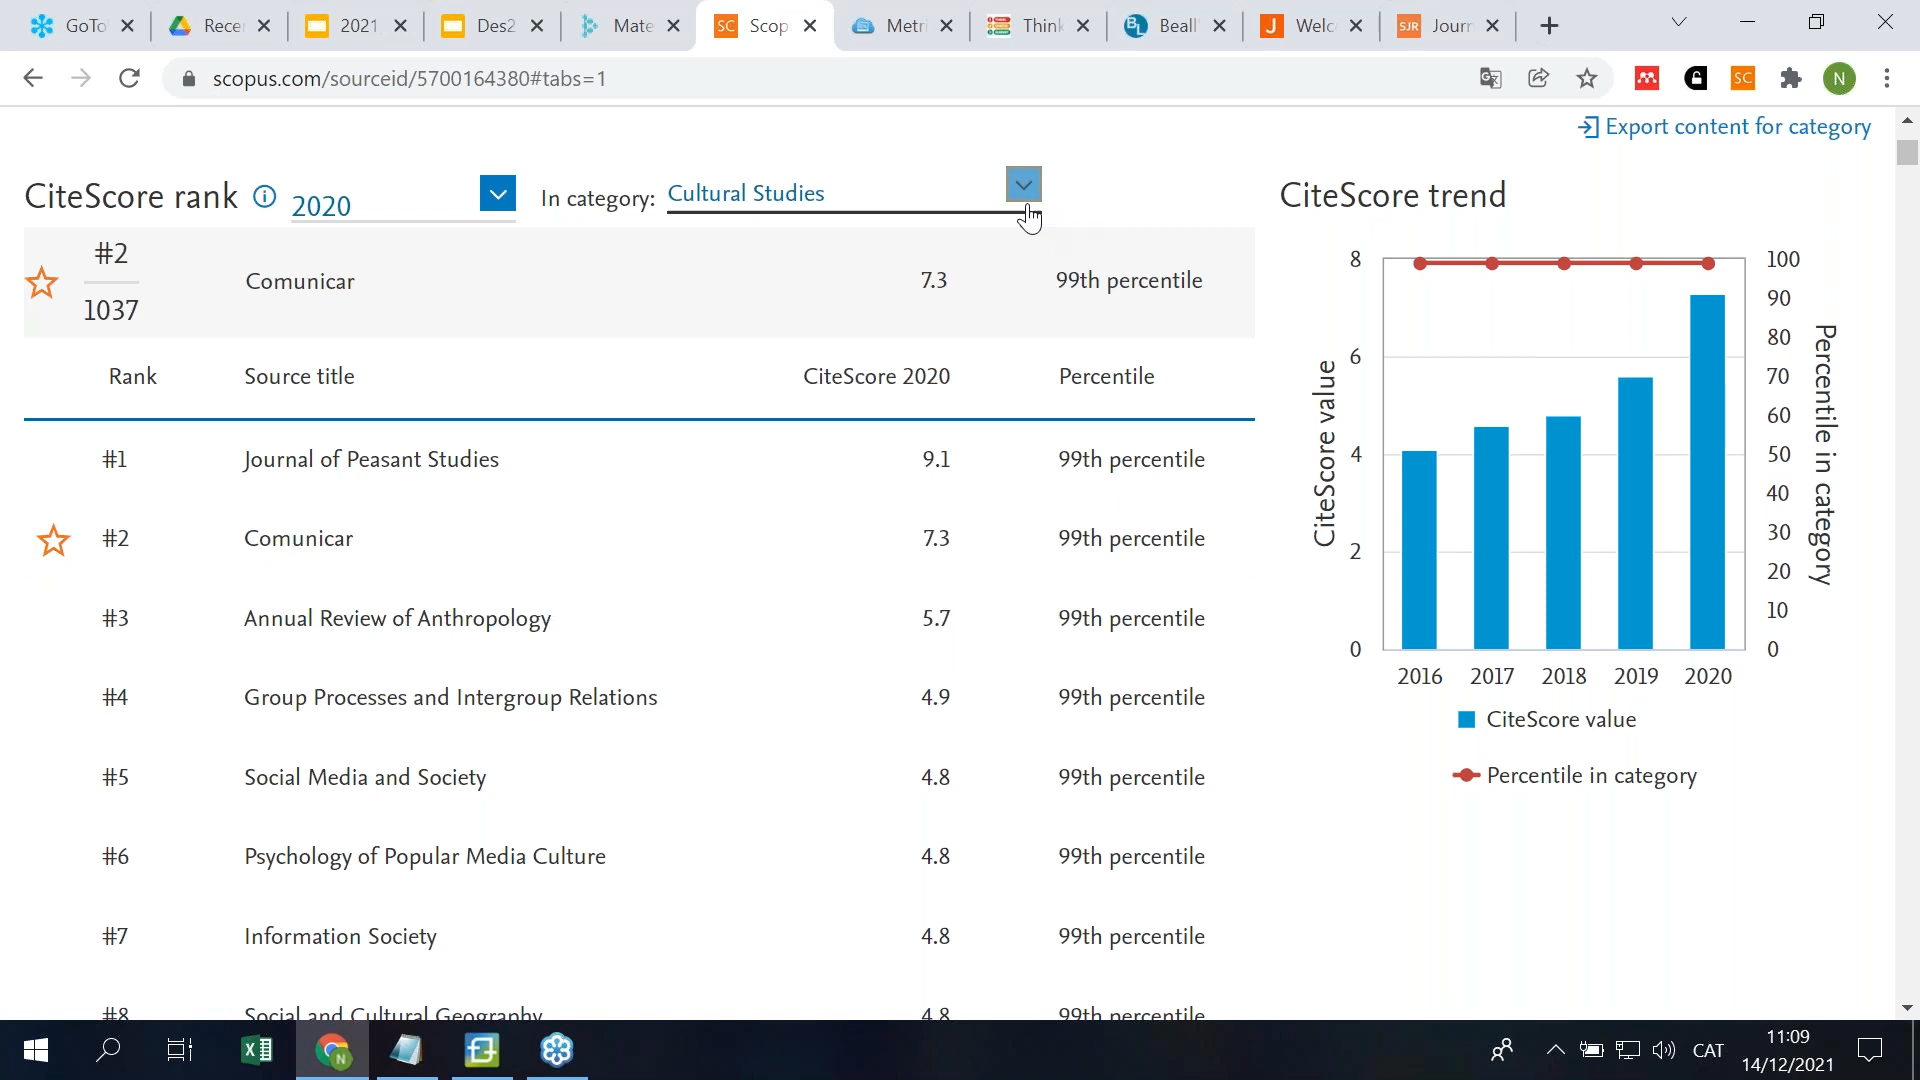 GoTo
Recen
2021
Des2
Mate
SC Scop
Metri
Think
BL Beall'
J Welc
SJR Journ
scopus.com/sourceid/5700164380#tabs=1
SC
N
Export content for category
CiteScore rank 2020
In category: Cultural Studies
CiteScore trend
#2
1037
Comunicar 7.3 99th percentile
Rank Source title CiteScore 2020 Percentile
#1 Journal of Peasant Studies 9.1 99th percentile
#2 Comunicar 7.3 99th percentile
#3 Annual Review of Anthropology 5.7 99th percentile
#4 Group Processes and Intergroup Relations 4.9 99th percentile
#5 Social Media and Society 4.8 99th percentile
#6 Psychology of Popular Media Culture 4.8 99th percentile
#7 Information Society 4.8 99th percentile
#8 Social and Cultural Geography 4.8 99th percentile
CiteScore value
8
6
4
2
0
100
90
80
70
60
50
40
30
20
10
0
Percentile in category
2016 2017 2018 2019 2020
CiteScore value
Percentile in category
N
CAT
11:09
14/12/2021